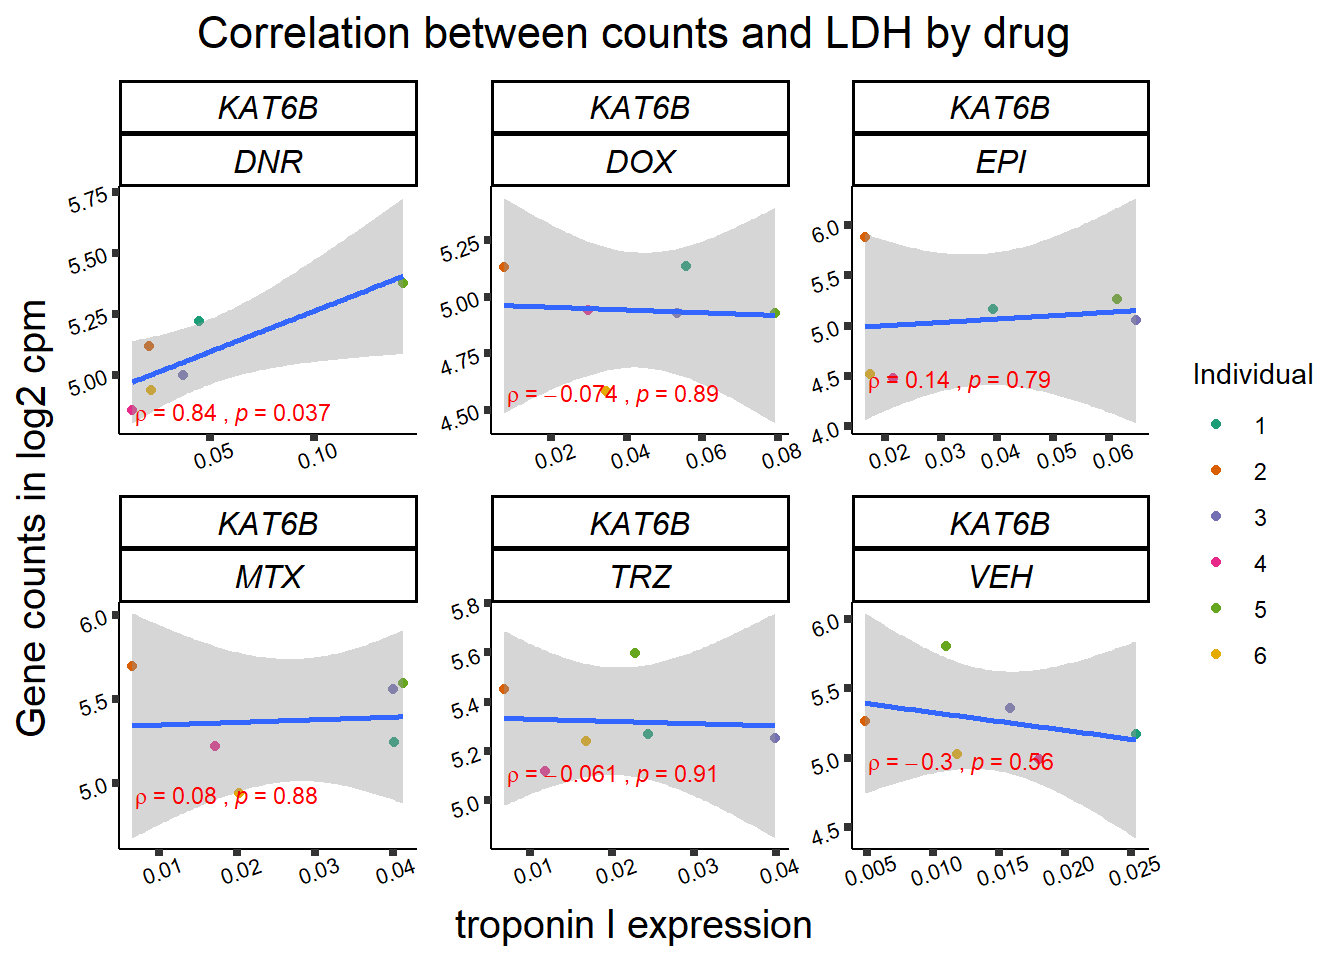 Correlation between counts and LDH by drug
KAT6B
DNR
5.75
5.50
5.25
5.00
ρ = 0.84 , p = 0.037
0.05
0.10
KAT6B
DOX
5.25
5.00
4.75
4.50
ρ = −0.074 , p = 0.89
0.02
0.04
0.06
0.08
KAT6B
EPI
6.0
5.5
5.0
4.5
4.0
ρ = 0.14 , p = 0.79
0.02
0.03
0.04
0.05
0.06
KAT6B
MTX
6.0
5.5
5.0
ρ = 0.08 , p = 0.88
0.01
0.02
0.03
0.04
KAT6B
TRZ
5.8
5.6
5.4
5.2
5.0
ρ = −0.061 , p = 0.91
0.01
0.02
0.03
0.04
KAT6B
VEH
6.0
5.5
5.0
4.5
ρ = −0.3 , p = 0.56
0.005
0.010
0.015
0.020
0.025
Gene counts in log2 cpm
troponin I expression
Individual
1
2
3
4
5
6